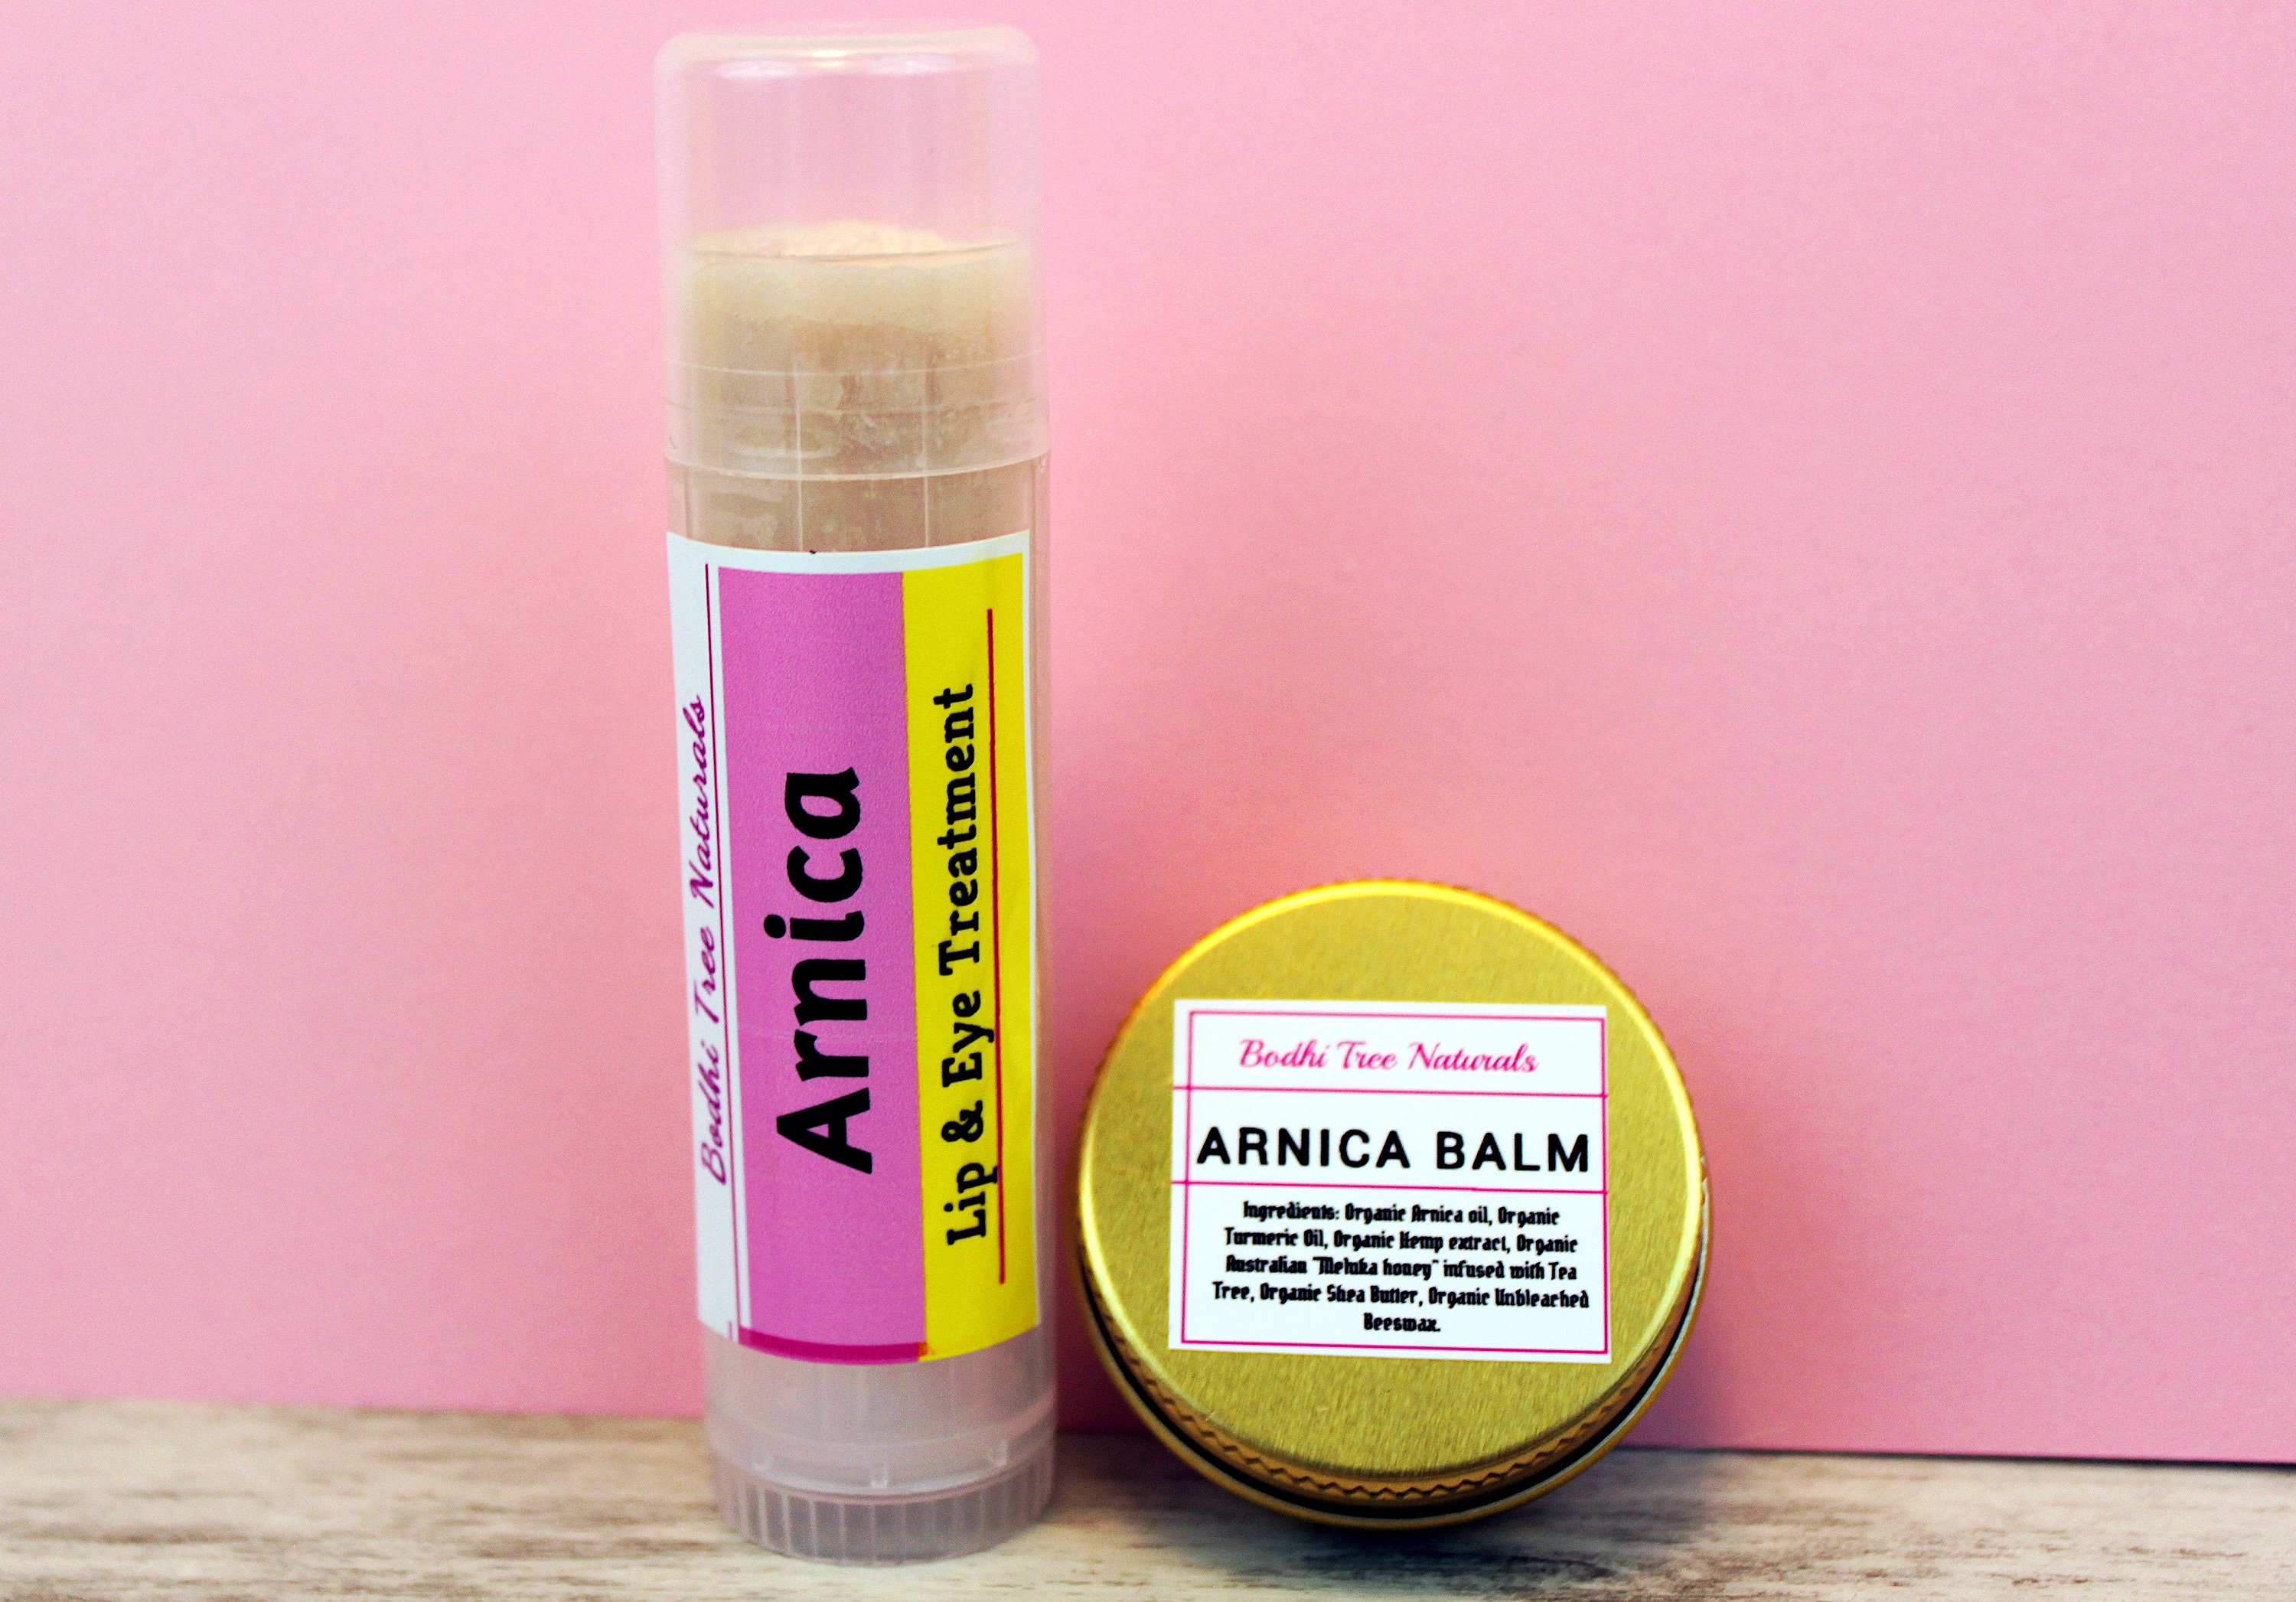 Bodhi Tree Naturals
Arnica
Lip & Eye Treatment
Bodhi Tree Naturals
ARNICA BALM
Ingredients: Organic Arnica oil, Organic
Turmeric Oil, Organic Hemp extract, Organic
Australian "Meluka honey" infused with Tea
Tree, Organic Shea Butter, Organic Unbleached
Beeswax.